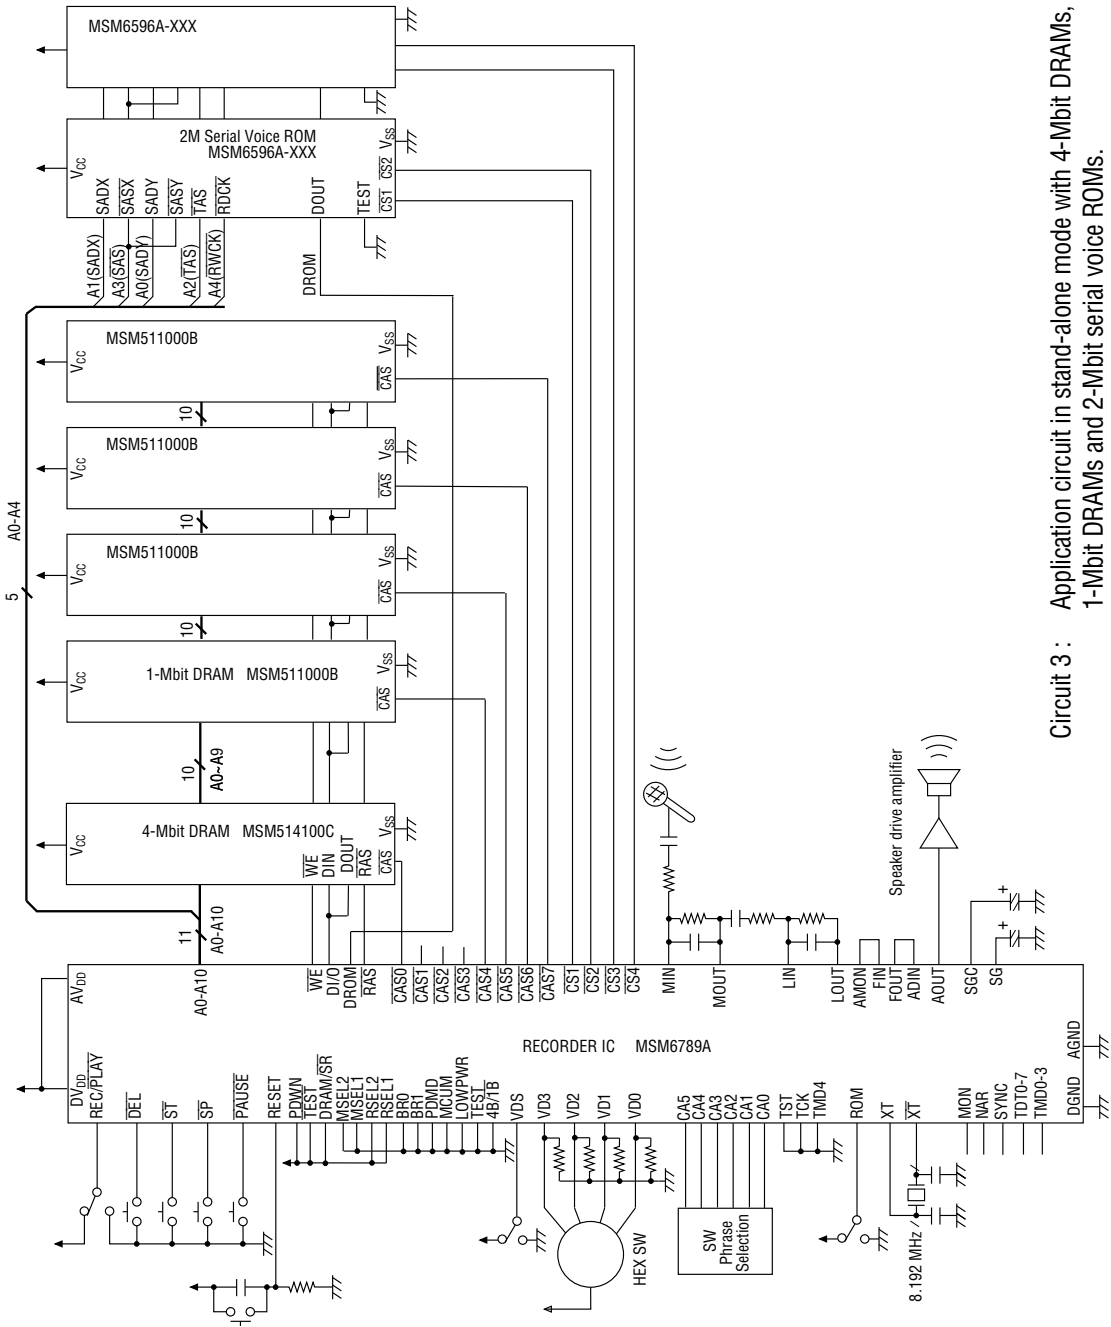 MSM6596A-XXX
2M Serial Voice ROM
MSM6596A-XXX
VCC
VSS
CS2
CS1
SADX
SASX
SADY
SASY
TAS
RDCK
DOUT
TEST
A1(SADX)
A3(SAS)
A0(SADY)
A2(TAS)
A4(RWCK)
DROM
MSM511000B
VCC
VSS
CAS
10
MSM511000B
VCC
VSS
CAS
10
A0-A4
5
MSM511000B
VCC
VSS
CAS
10
1-Mbit DRAM MSM511000B
VCC
VSS
CAS
10
A0~A9
4-Mbit DRAM MSM514100C
VCC
WE
DIN
DOUT
RAS
CAS
VSS
11
A0-A10
AVDD
A0-A10
WE
DI/O
DROM
RAS
CAS0
CAS1
CAS2
CAS3
CAS4
CAS5
CAS6
CAS7
CS1
CS2
CS3
CS4
MIN
MOUT
LIN
LOUT
AMON
FIN
FOUT
ADIN
AOUT
SGC
SG
+
+
Speaker drive amplifier
RECORDER IC MSM6789A
DVDD
REC/PLAY
DEL
ST
SP
PAUSE
RESET
PDWN
TEST
DRAM/SR
MSEL2
MSEL1
RSEL2
RSEL1
BR0
BR1
PDMD
MCUM
LOWPWR
TEST
4B/1B
VDS
VD3
VD2
VD1
VD0
CA5
CA4
CA3
CA2
CA1
CA0
TST
TCK
TMD4
ROM
XT
XT
MON
NAR
SYNC
TDT0-7
TMD0-3
DGND
AGND
HEX SW
SW
Phrase
Selection
8.192 MHz
Circuit 3 : Application circuit in stand-alone mode with 4-Mbit DRAMs,
1-Mbit DRAMs and 2-Mbit serial voice ROMs.